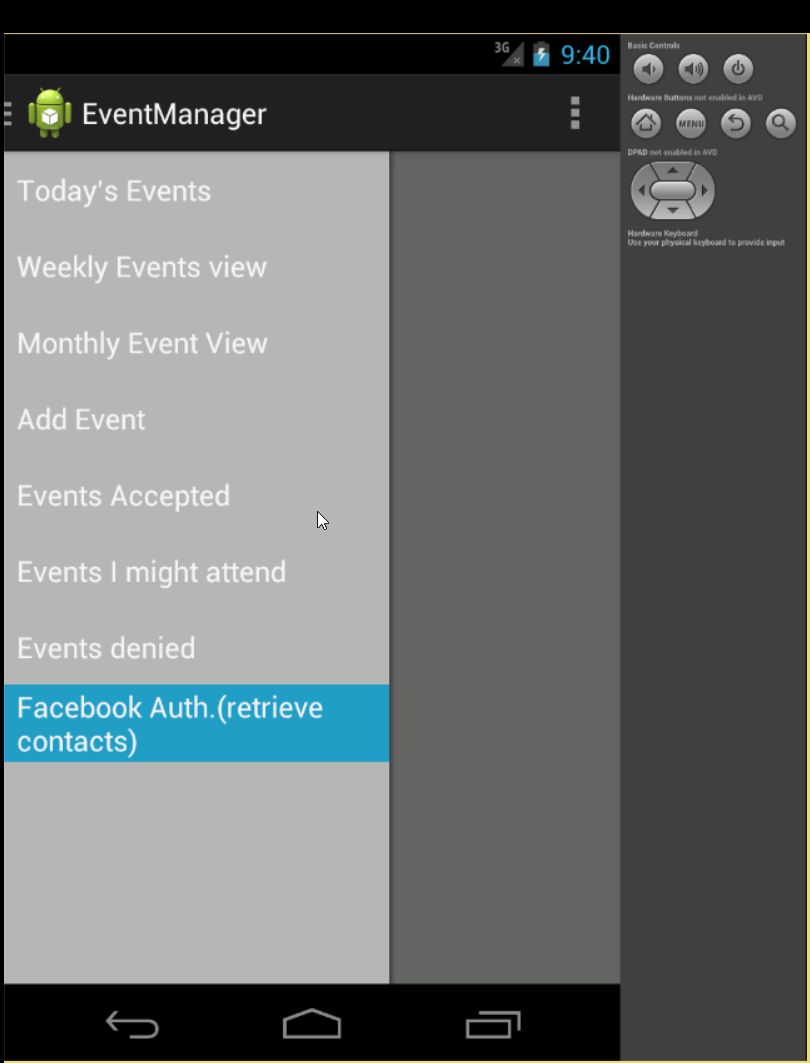 3G 9:40
EventManager
Today's Events
Weekly Events view
Monthly Event View
Add Event
Events Accepted
Events I might attend
Events denied
Facebook Auth.(retrieve
contacts)
Basic Controls
Hardware Buttons not enabled in AVD
MENU
DPAD not enabled in AVD
Hardware Keyboard
Use your physical keyboard to provide input